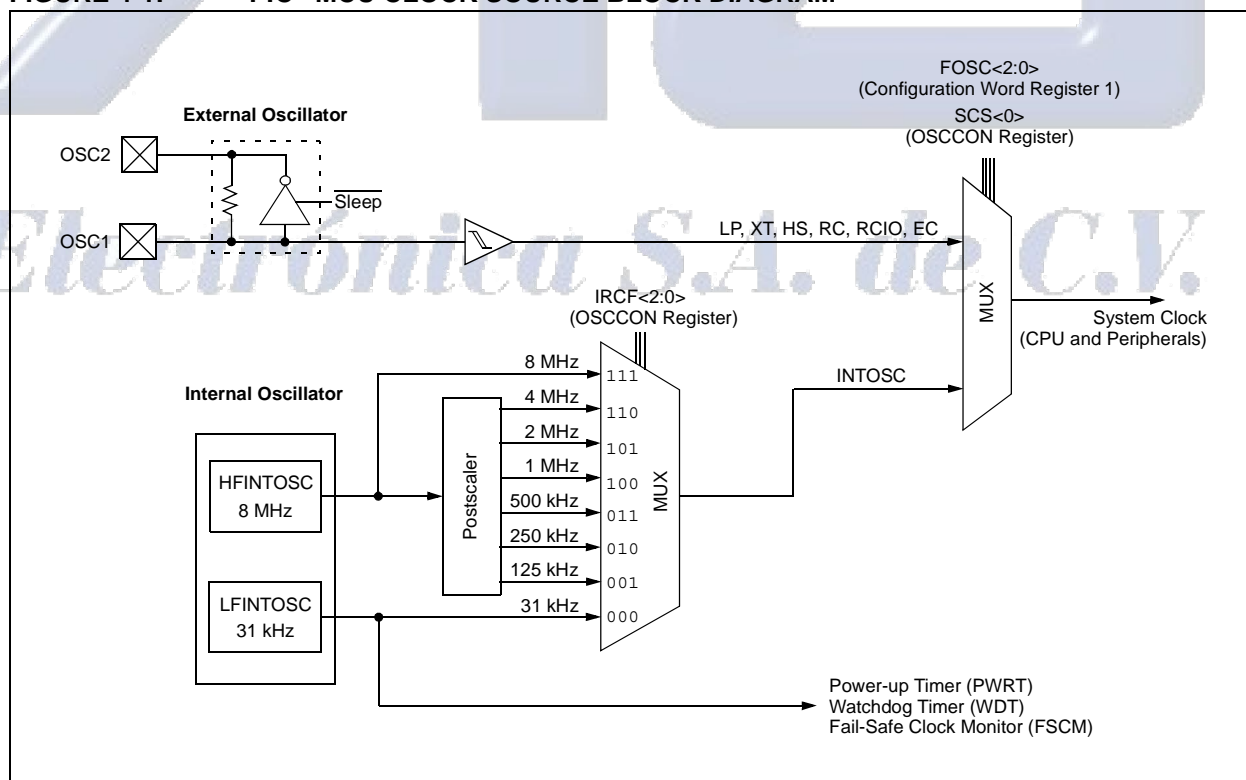 FOSC<2:0>
(Configuration Word Register 1)
SCS<0>
(OSCCON Register)
External Oscillator
OSC2
Sleep
OSC1
LP, XT, HS, RC, RCIO, EC
Electrónica S.A. de C.V.
MUX
System Clock
(CPU and Peripherals)
IRCF<2:0>
(OSCCON Register)
INTOSC
Internal Oscillator
HFINTOSC
8 MHz
LFINTOSC
31 kHz
Postscaler
8 MHz
4 MHz
2 MHz
1 MHz
500 kHz
250 kHz
125 kHz
31 kHz
111
110
101
100
011
010
001
000
MUX
Power-up Timer (PWRT)
Watchdog Timer (WDT)
Fail-Safe Clock Monitor (FSCM)